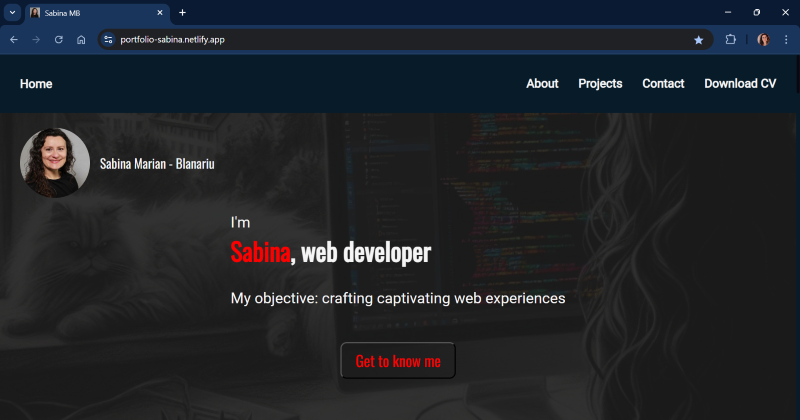 Sabina MB
portfolio-sabina.netlify.app
Home About Projects Contact Download CV
Sabina Marian - Blanariu
I'm
Sabina, web developer
My objective: crafting captivating web experiences
Get to know me